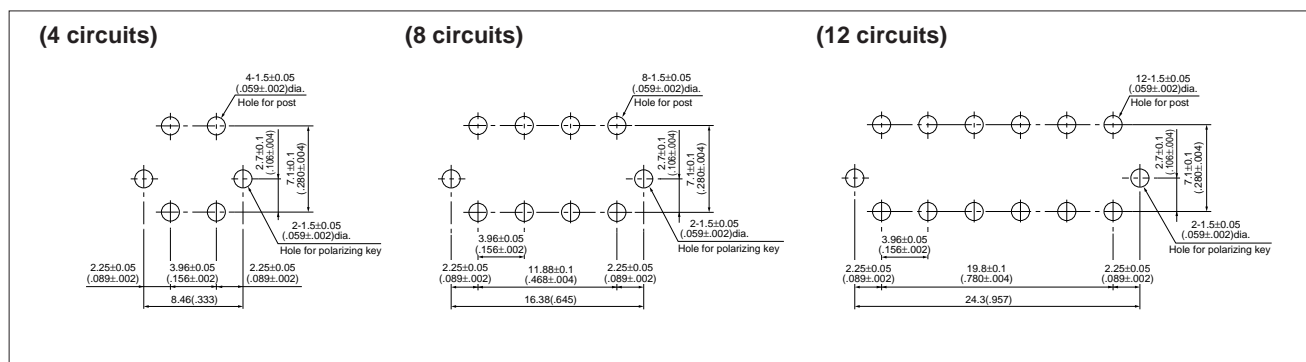 (4 circuits)
4-1.5±0.05
(.059±.002)dia.
Hole for post
2.7±0.1
(.106±.004)
7.1±0.1
(.280±.004)
2-1.5±0.05
(.059±.002)dia.
Hole for polarizing key
2.25±0.05
(.089±.002)
3.96±0.05
(.156±.002)
2.25±0.05
(.089±.002)
8.46(.333)
(8 circuits)
8-1.5±0.05
(.059±.002)dia.
Hole for post
2.7±0.1
(.106±.004)
7.1±0.1
(.280±.004)
2-1.5±0.05
(.059±.002)dia.
Hole for polarizing key
3.96±0.05
(.156±.002)
2.25±0.05
(.089±.002)
11.88±0.1
(.468±.004)
2.25±0.05
(.089±.002)
16.38(.645)
(12 circuits)
12-1.5±0.05
(.059±.002)dia.
Hole for post
2.7±0.1
(.106±.004)
7.1±0.1
(.280±.004)
2-1.5±0.05
(.059±.002)dia.
Hole for polarizing key
3.96±0.05
(.156±.002)
2.25±0.05
(.089±.002)
19.8±0.1
(.780±.004)
2.25±0.05
(.089±.002)
24.3(.957)